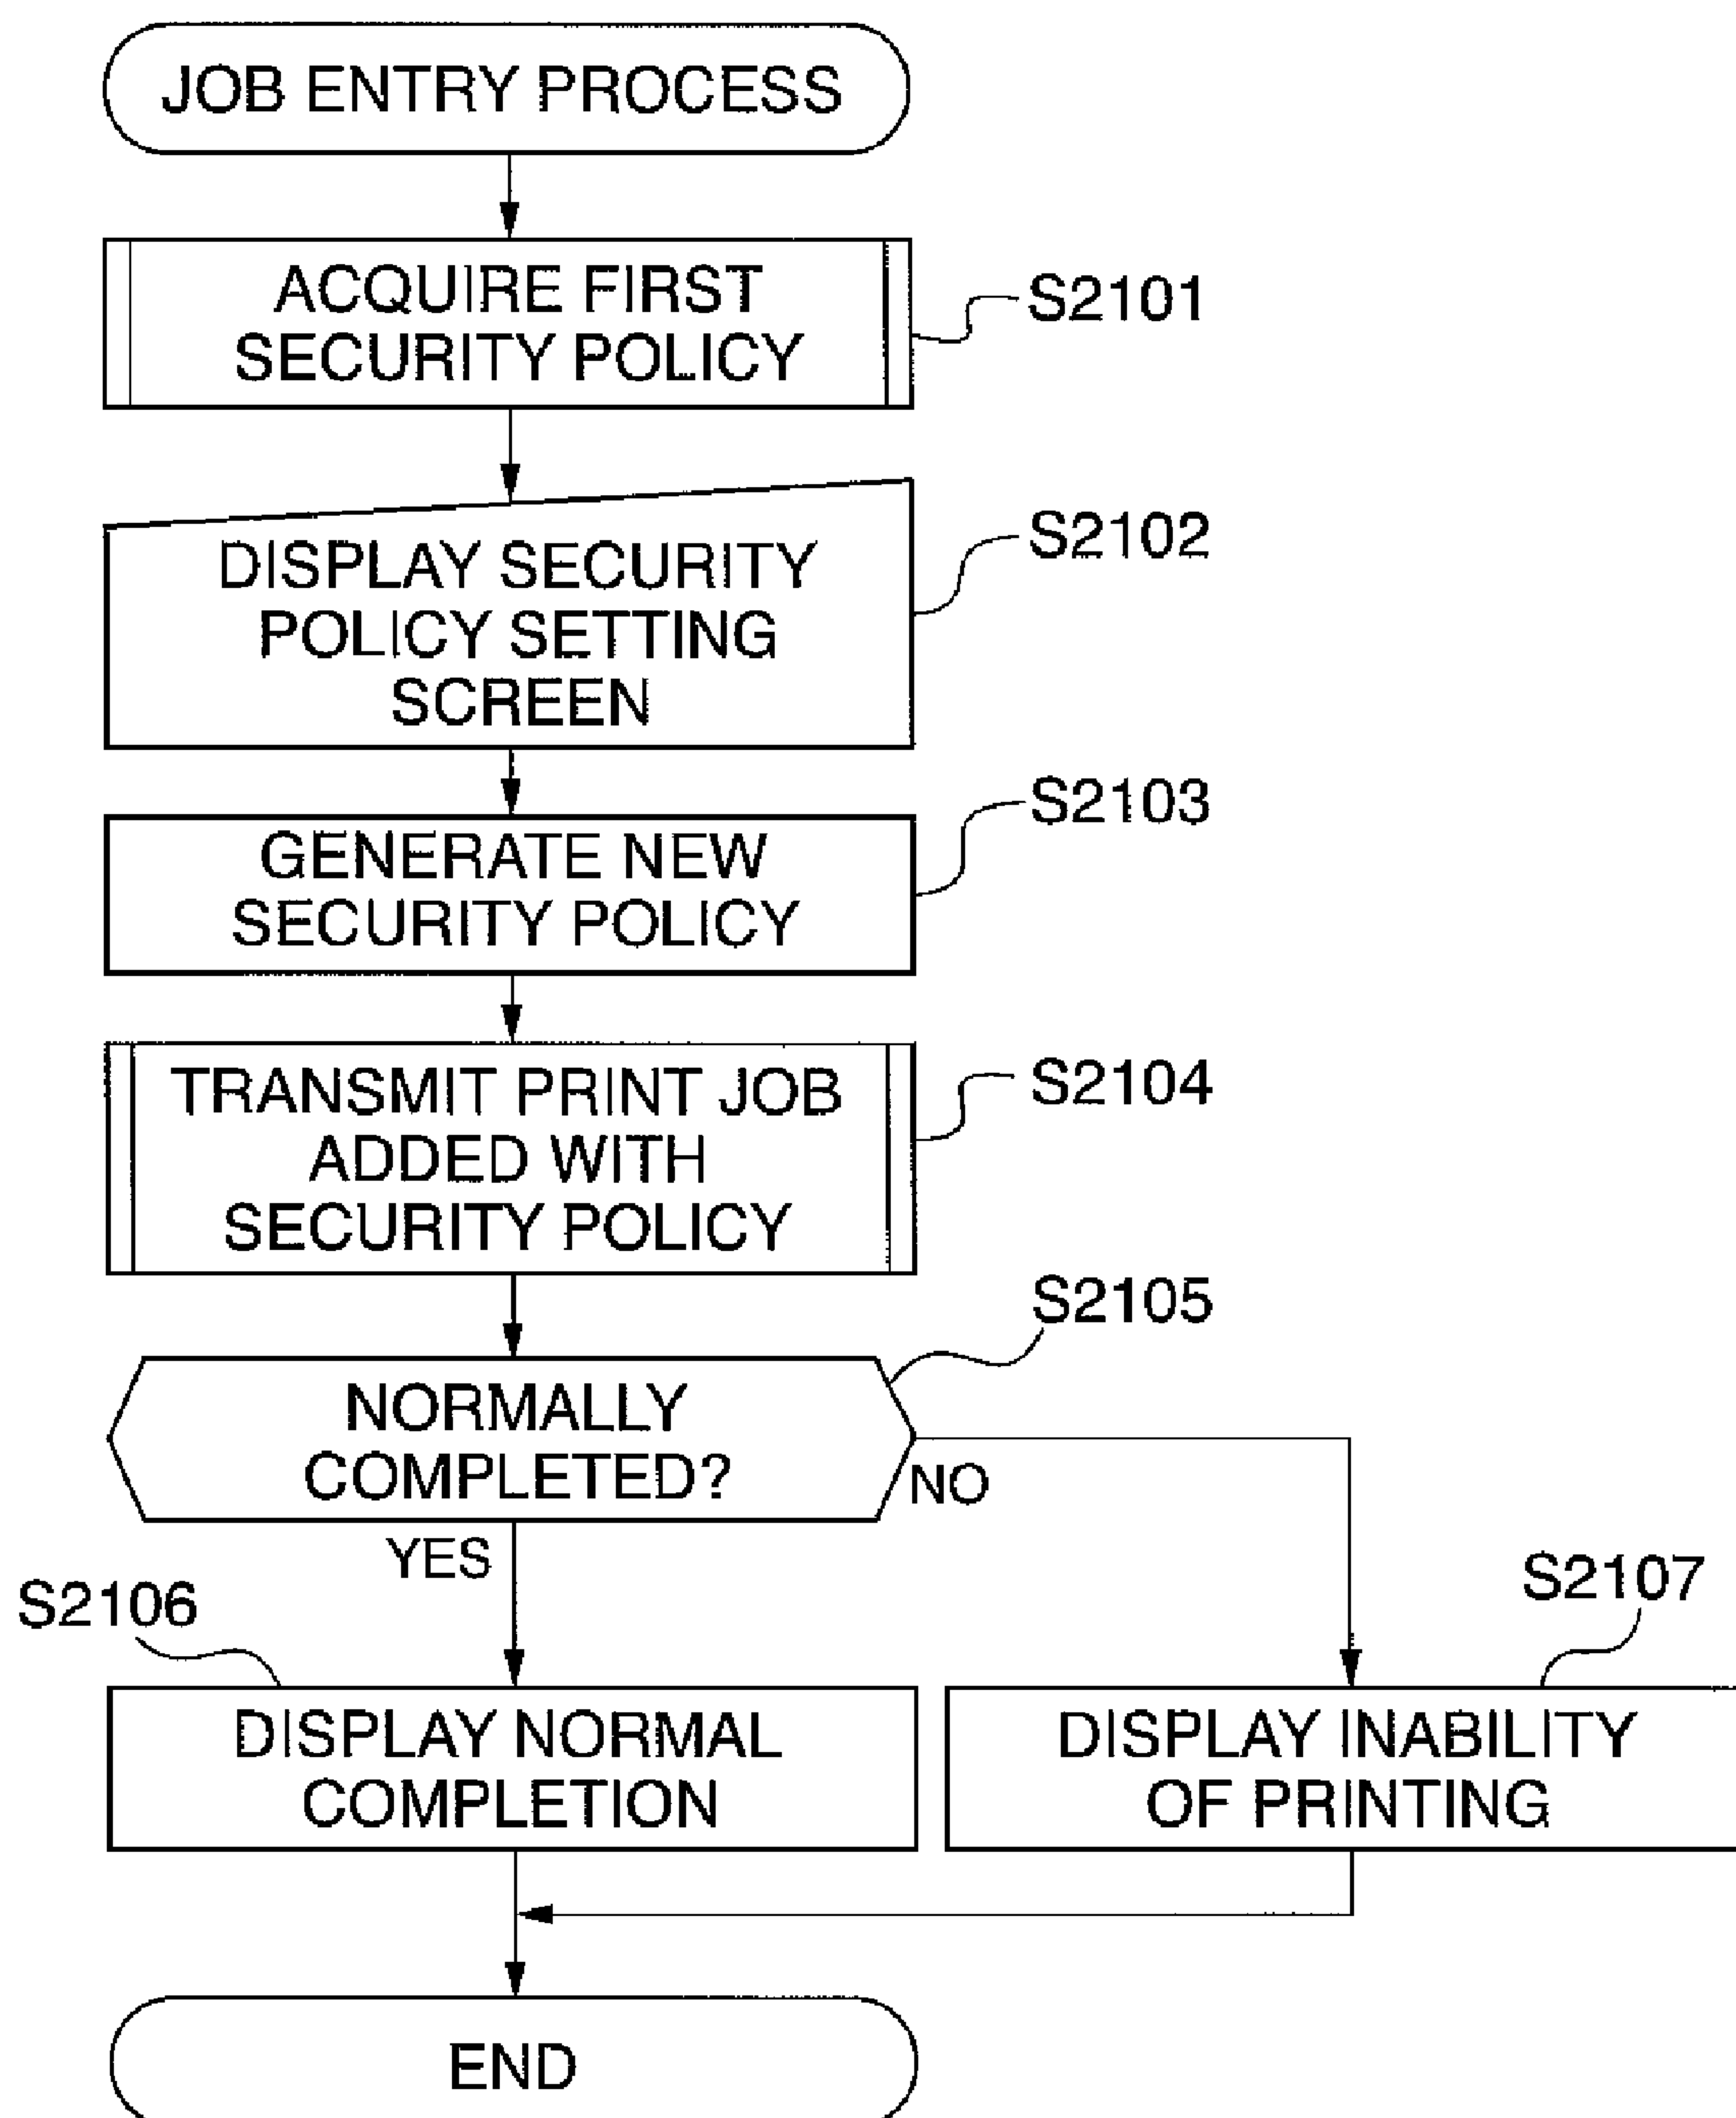 JOB ENTRY PROCESS
ACQUIRE FIRST
SECURITY POLICY
S2101
DISPLAY SECURITY
POLICY SETTING
SCREEN
S2102
GENERATE NEW
SECURITY POLICY
S2103
TRANSMIT PRINT JOB
ADDED WITH
SECURITY POLICY
S2104
NORMALLY
COMPLETED?
S2105
NO
YES
S2106
DISPLAY NORMAL
COMPLETION
S2107
DISPLAY INABILITY
OF PRINTING
END